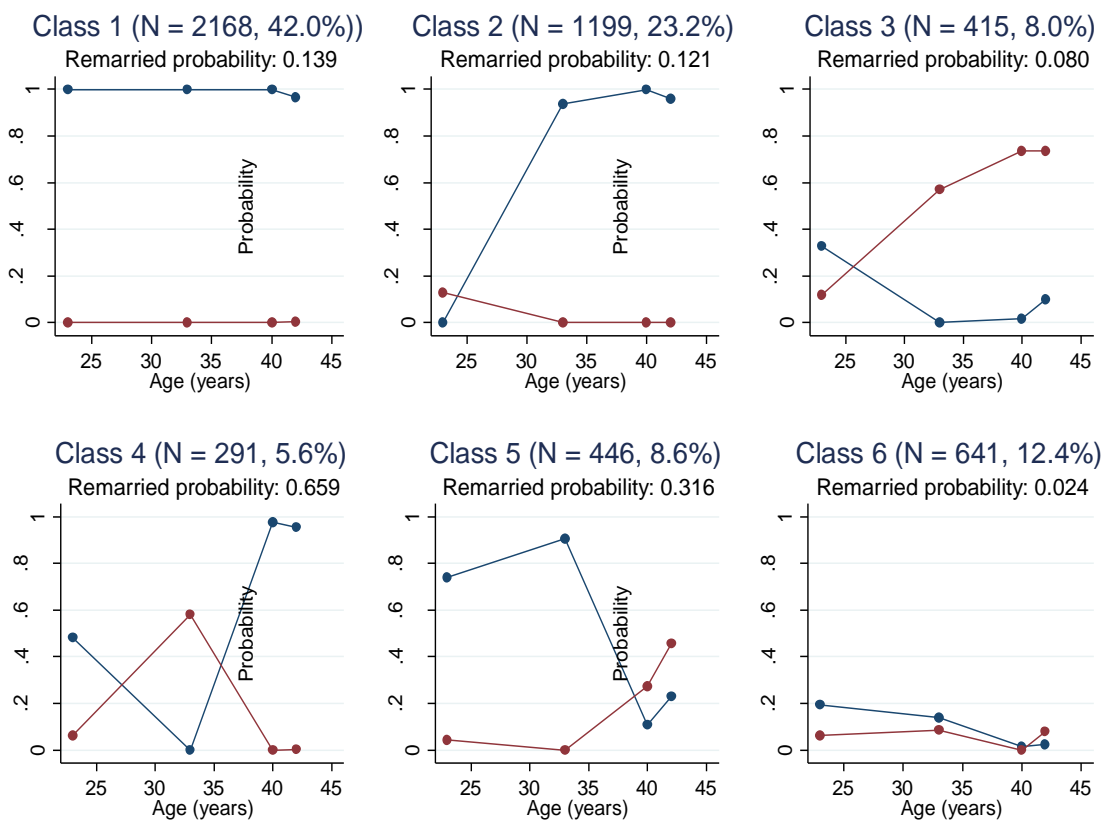 Class 1 (N = 2168, 42.0%))
Remarried probability: 0.139
1
.8
.6
.4
.2
0
Probability
25 30 35 40 45
Age (years)
Class 2 (N = 1199, 23.2%)
Remarried probability: 0.121
1
.8
.6
.4
.2
0
Probability
25 30 35 40 45
Age (years)
Class 3 (N = 415, 8.0%)
Remarried probability: 0.080
1
.8
.6
.4
.2
0
25 30 35 40 45
Age (years)
Class 4 (N = 291, 5.6%)
Remarried probability: 0.659
1
.8
.6
.4
.2
0
Probability
25 30 35 40 45
Age (years)
Class 5 (N = 446, 8.6%)
Remarried probability: 0.316
1
.8
.6
.4
.2
0
Probability
25 30 35 40 45
Age (years)
Class 6 (N = 641, 12.4%)
Remarried probability: 0.024
1
.8
.6
.4
.2
0
25 30 35 40 45
Age (years)